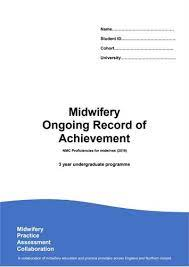 Name......................................
Student ID..............................
Cohort....................................
University...............................
Midwifery
Ongoing Record of
Achievement
NMC Proficiencies for midwives (2019)
3 year undergraduate programme
Midwifery
Practice
Assessment
Collaboration
A collaboration of midwifery education and practice providers across England and Northern Ireland